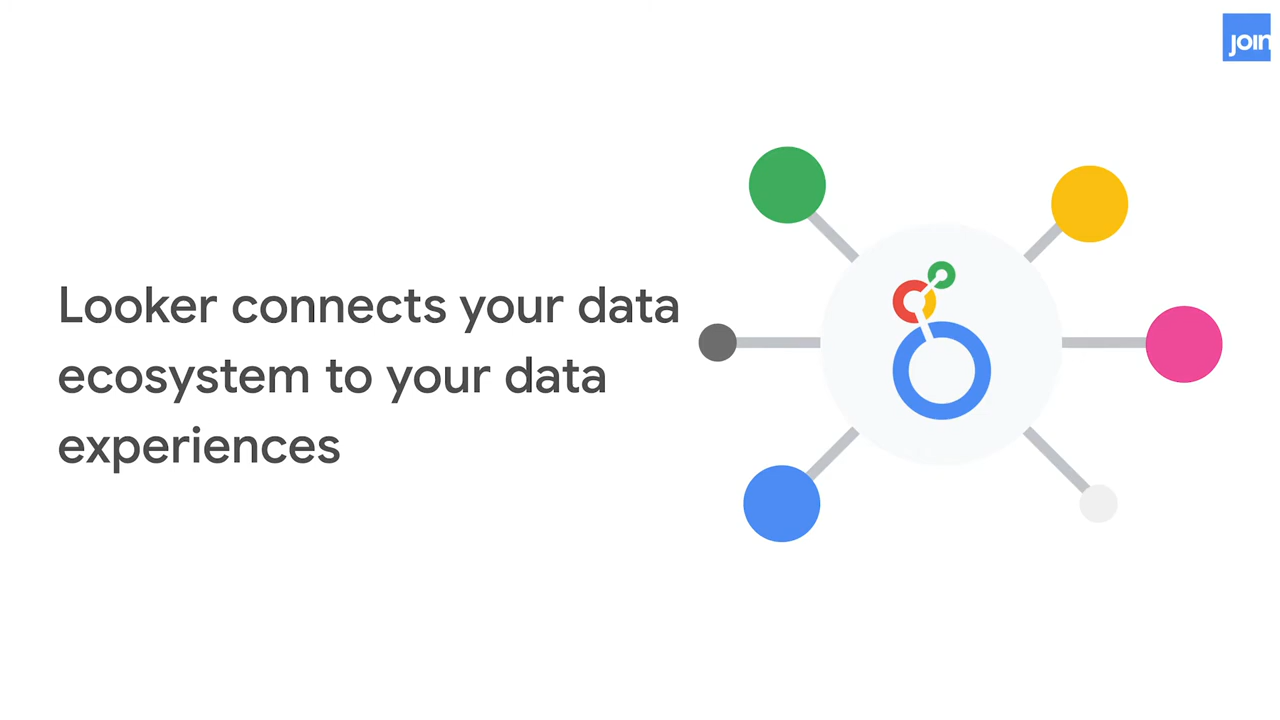 JOIN
Looker connects your data
ecosystem to your data
experiences